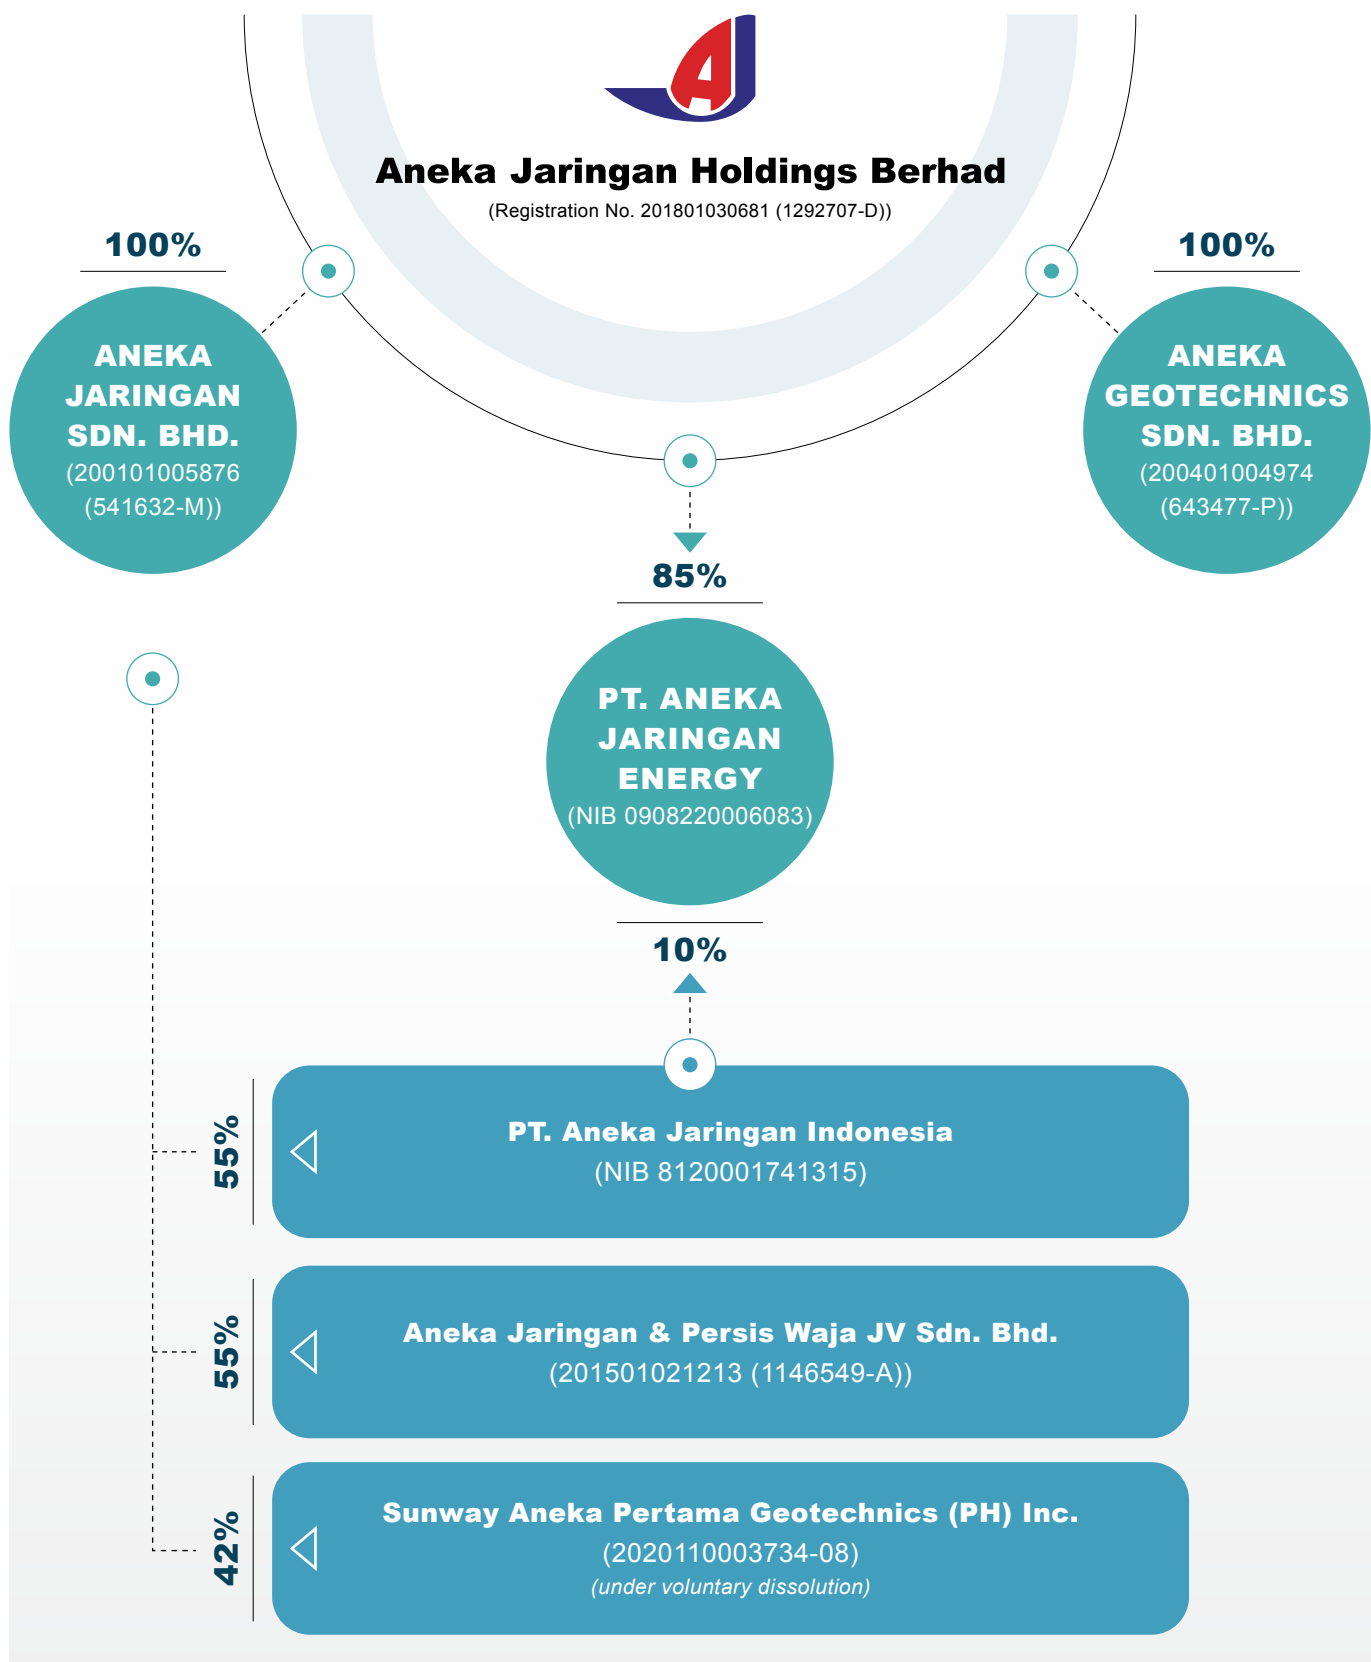 Aneka Jaringan Holdings Berhad
(Registration No. 201801030681 (1292707-D))
100%
ANEKA
JARINGAN
SDN. BHD.
(200101005876
(541632-M))
100%
ANEKA
GEOTECHNICS
SDN. BHD.
(200401004974
(643477-P))
85%
PT. ANEKA
JARINGAN
ENERGY
(NIB 0908220006083)
10%
55%
PT. Aneka Jaringan Indonesia
(NIB 8120001741315)
55%
Aneka Jaringan & Persis Waja JV Sdn. Bhd.
(201501021213 (1146549-A))
42%
Sunway Aneka Pertama Geotechnics (PH) Inc.
(2020110003734-08)
(under voluntary dissolution)